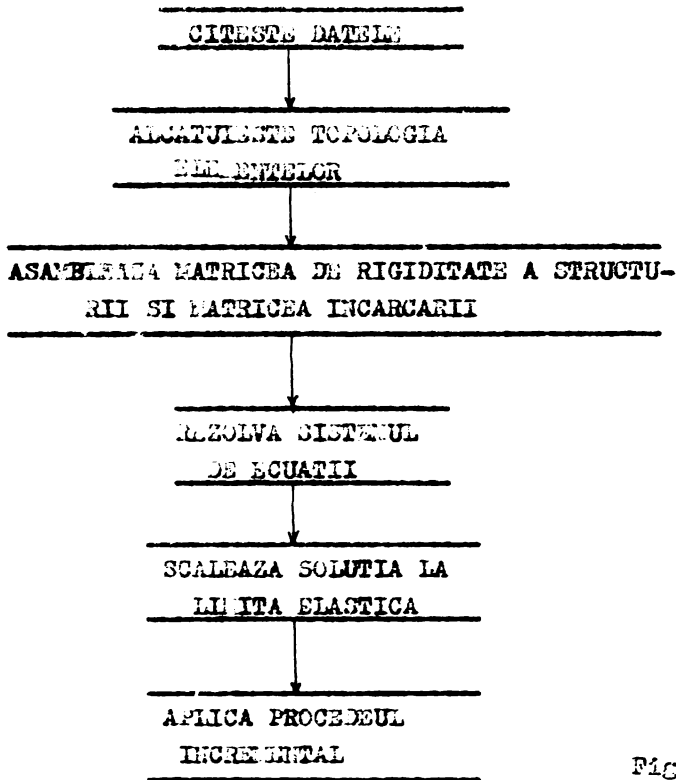 CITESTE DATELE
ALCATUIESTE TOPOLOGIA
ELEMENTELOR
ASAMBLEAZA MATRICEA DE RIGIDITATE A STRUCTU-
RII SI MATRICEA INCARCARII
REZOLVA SISTEMUL
DE ECUATII
SCALEAZA SOLUTIA LA
LIMITA ELASTICA
APLICA PROCEDEUL
INCREMENTAL
Fig